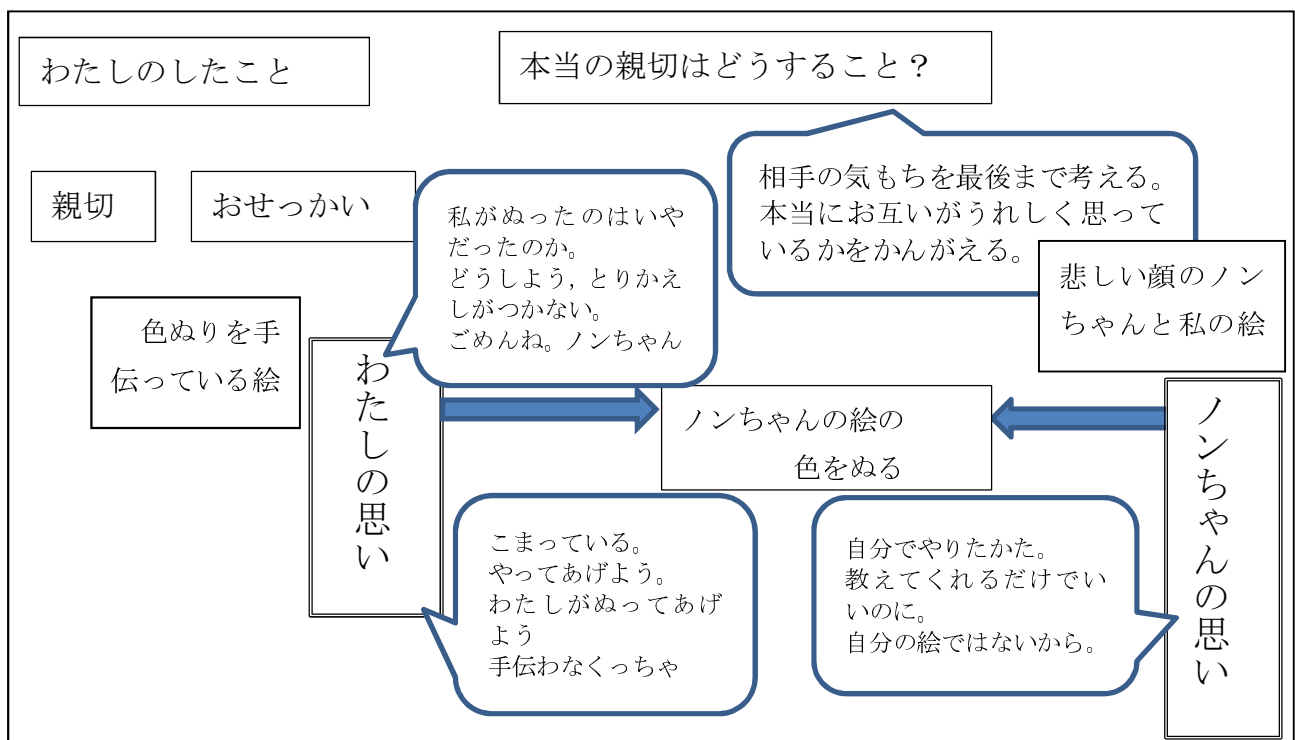 わたしのしたこと
本当の親切はどうすること？
親切
おせっかい
私がぬったのはいや
だったのか。
どうしよう, とりかえ
しがつかない。
ごめんね。ノンちゃん
相手の気もちを最後まで考える。
本当にお互いがうれしく思って
いるかをかんがえる。
悲しい顔のノン
ちゃんと私の絵
色ぬりを手
伝っている絵
わたしの思い
ノンちゃんの絵の
色をぬる
ノンちゃんの思い
こまっている。
やってあげよう。
わたしがぬってあげ
よう
手伝わなくっちゃ
自分でやりたかた。
教えてくれるだけでい
いのに。
自分の絵ではないから。